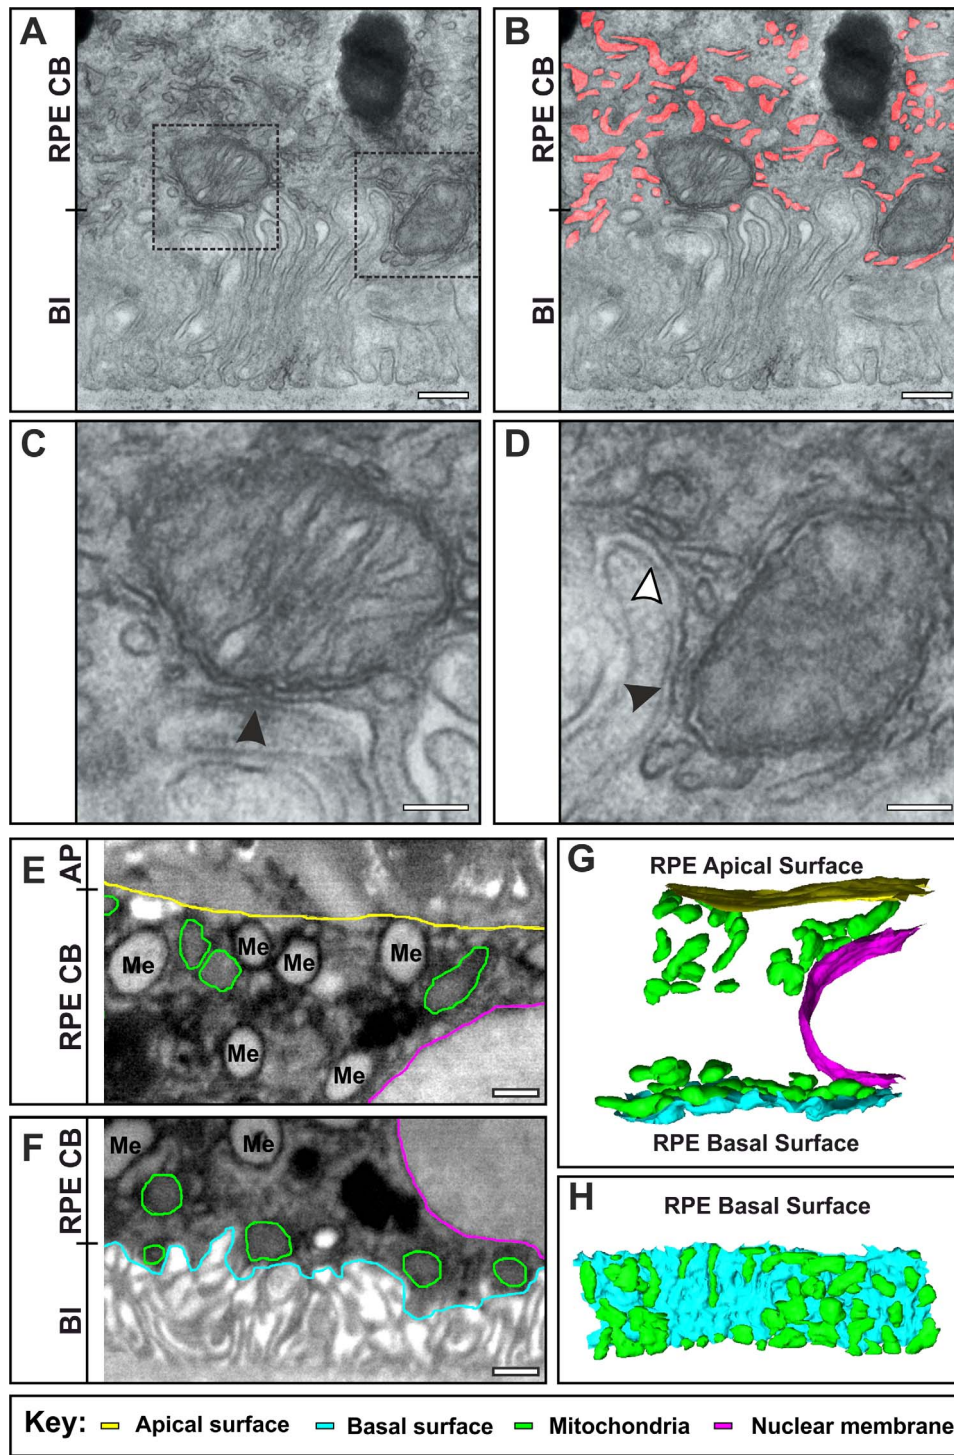 A
B
RPE CB
BI
RPE CB
BI
C
D
E
AP
RPE CB
Me
Me
Me
Me
Me
Me
F
RPE CB
BI
Me
Me
G
RPE Apical Surface
RPE Basal Surface
H
RPE Basal Surface
Key: Apical surface Basal surface Mitochondria Nuclear membrane